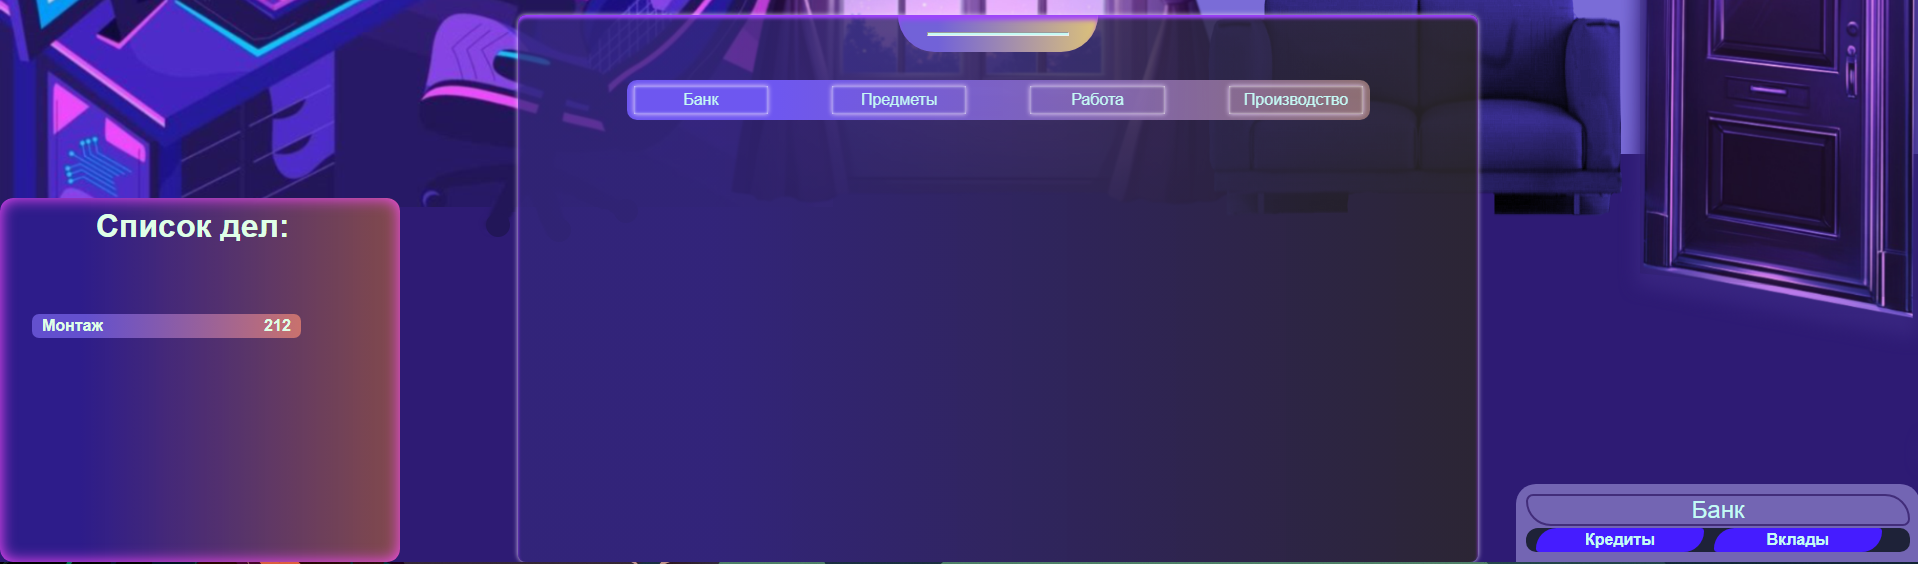 Банк Предметы Работа Производство
Список дел:
Монтаж 212
Банк
Кредиты Вклады